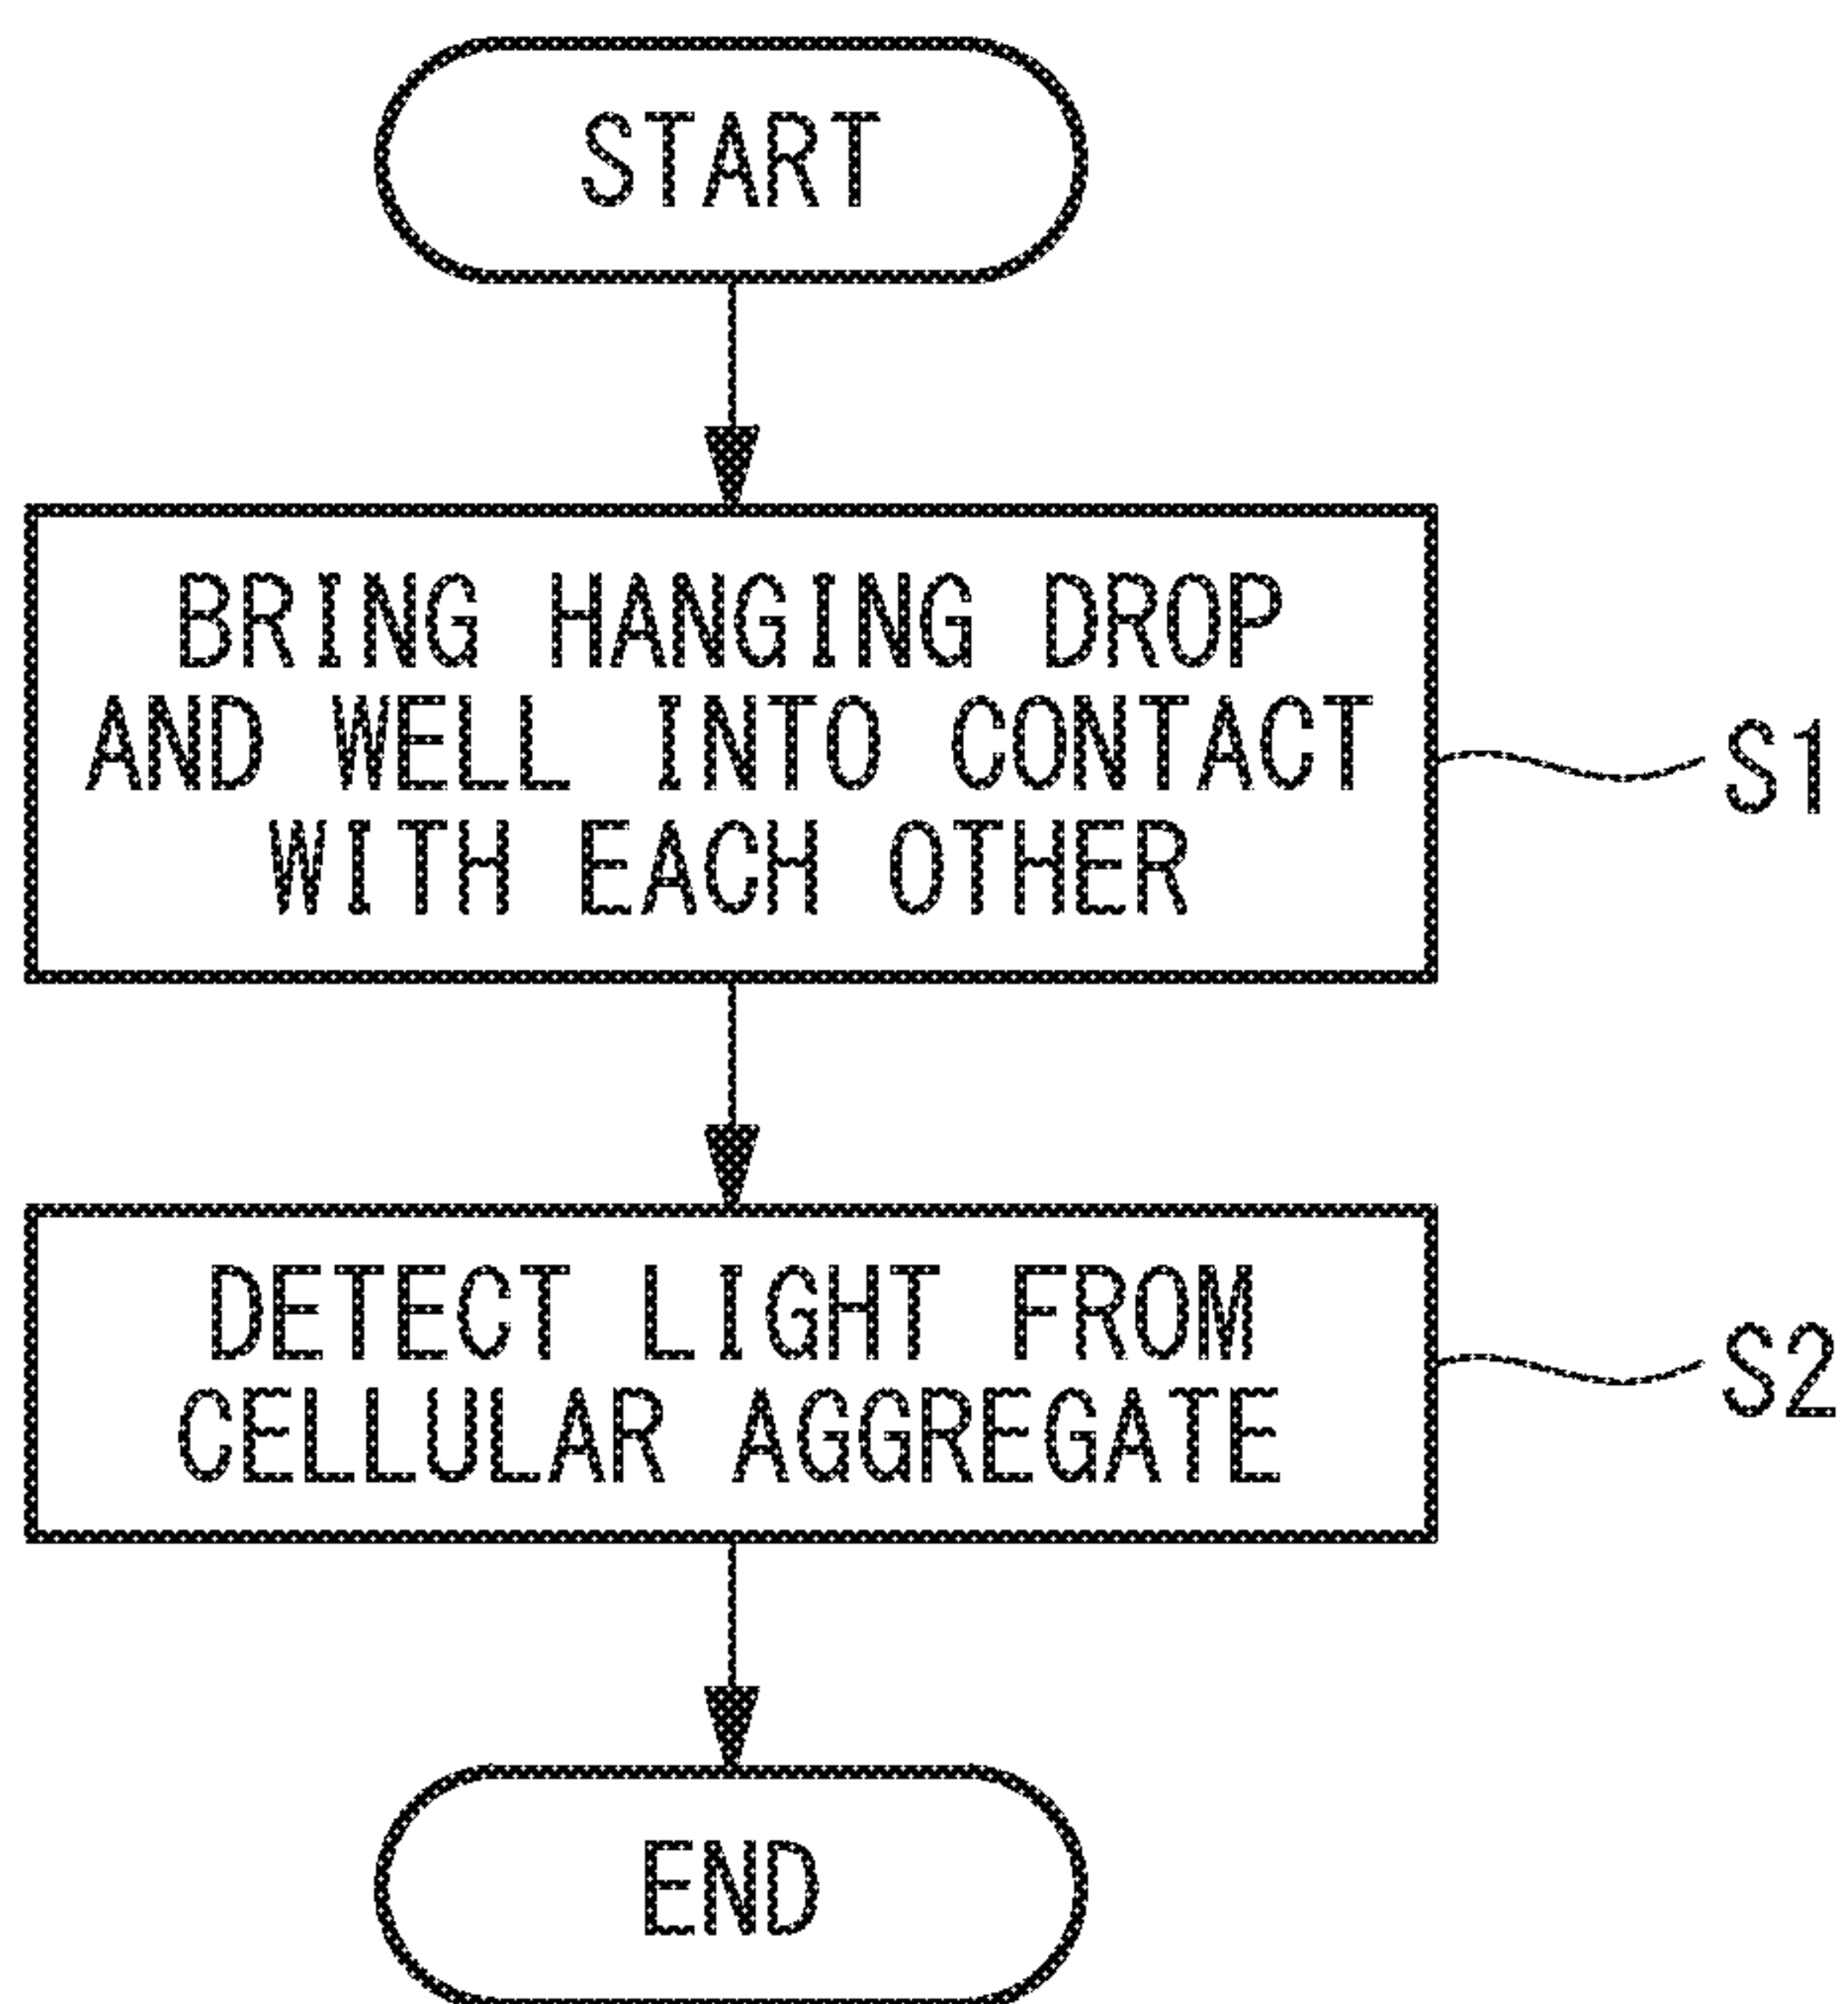 START
BRING HANGING DROP
AND WELL INTO CONTACT
WITH EACH OTHER
S1
DETECT LIGHT FROM
CELLULAR AGGREGATE
S2
END